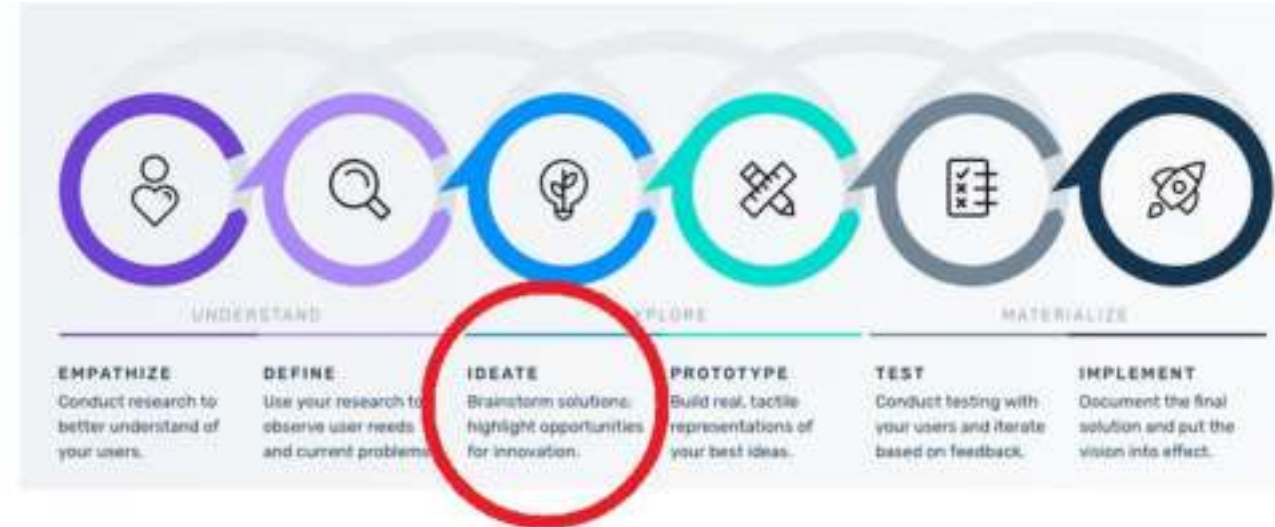 UNDERSTAND
XPLORE
MATERIALIZE
EMPATHIZE
Conduct research to
better understand of
your users.
DEFINE
Use your research to
observe user needs
and current problems
IDEATE
Brainstorm solutions;
highlight opportunities
for innovation.
PROTOTYPE
Build real, tactile
representations of
your best ideas.
TEST
Conduct testing with
your users and iterate
based on feedback.
IMPLEMENT
Document the final
solution and put the
vision into effect.